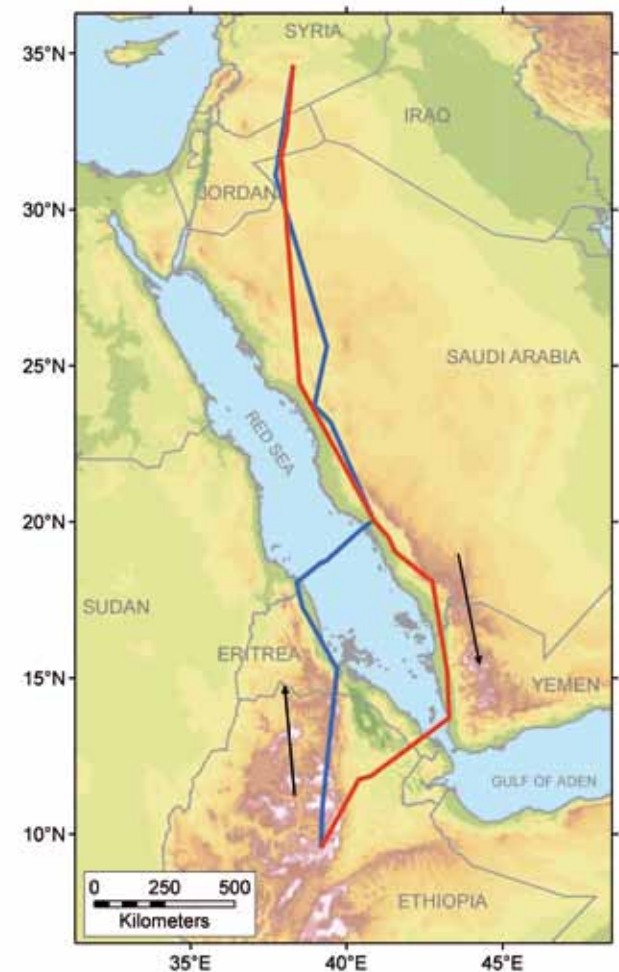 35°N
SYRIA
IRAQ
30°N
JORDAN
25°N
SAUDI ARABIA
RED SEA
20°N
SUDAN
ERITREA
15°N
YEMEN
GULF OF ADEN
10°N
0 250 500
Kilometers
ETHIOPIA
35°E 40°E 45°E